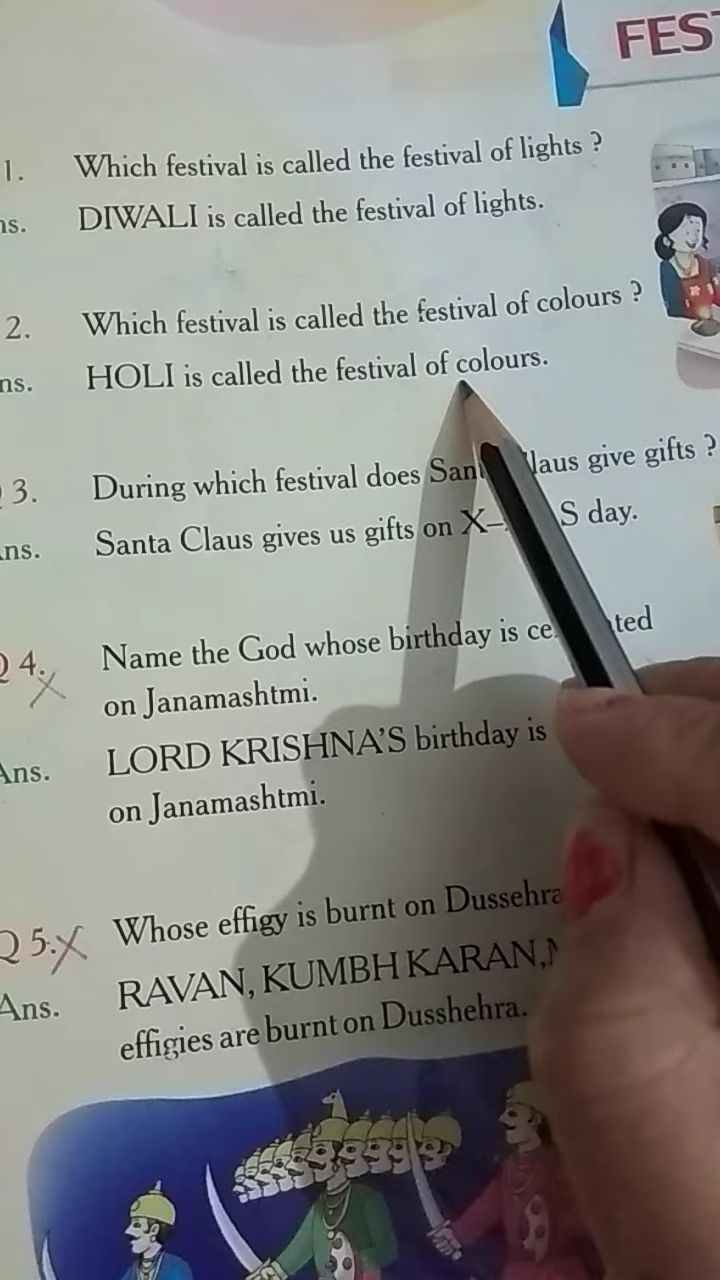 FES
1. Which festival is called the festival of lights ?
ns. DIWALI is called the festival of lights.
2. Which festival is called the festival of colours ?
ns. HOLI is called the festival of colours.
3. During which festival does San laus give gifts ?
ns. Santa Claus gives us gifts on X– S day.
Q 4. Name the God whose birthday is ce ted
on Janamashtmi.
Ans. LORD KRISHNA'S birthday is
on Janamashtmi.
Q 5. Whose effigy is burnt on Dussehra
Ans. RAVAN, KUMBH KARAN,
effigies are burnt on Dusshehra.